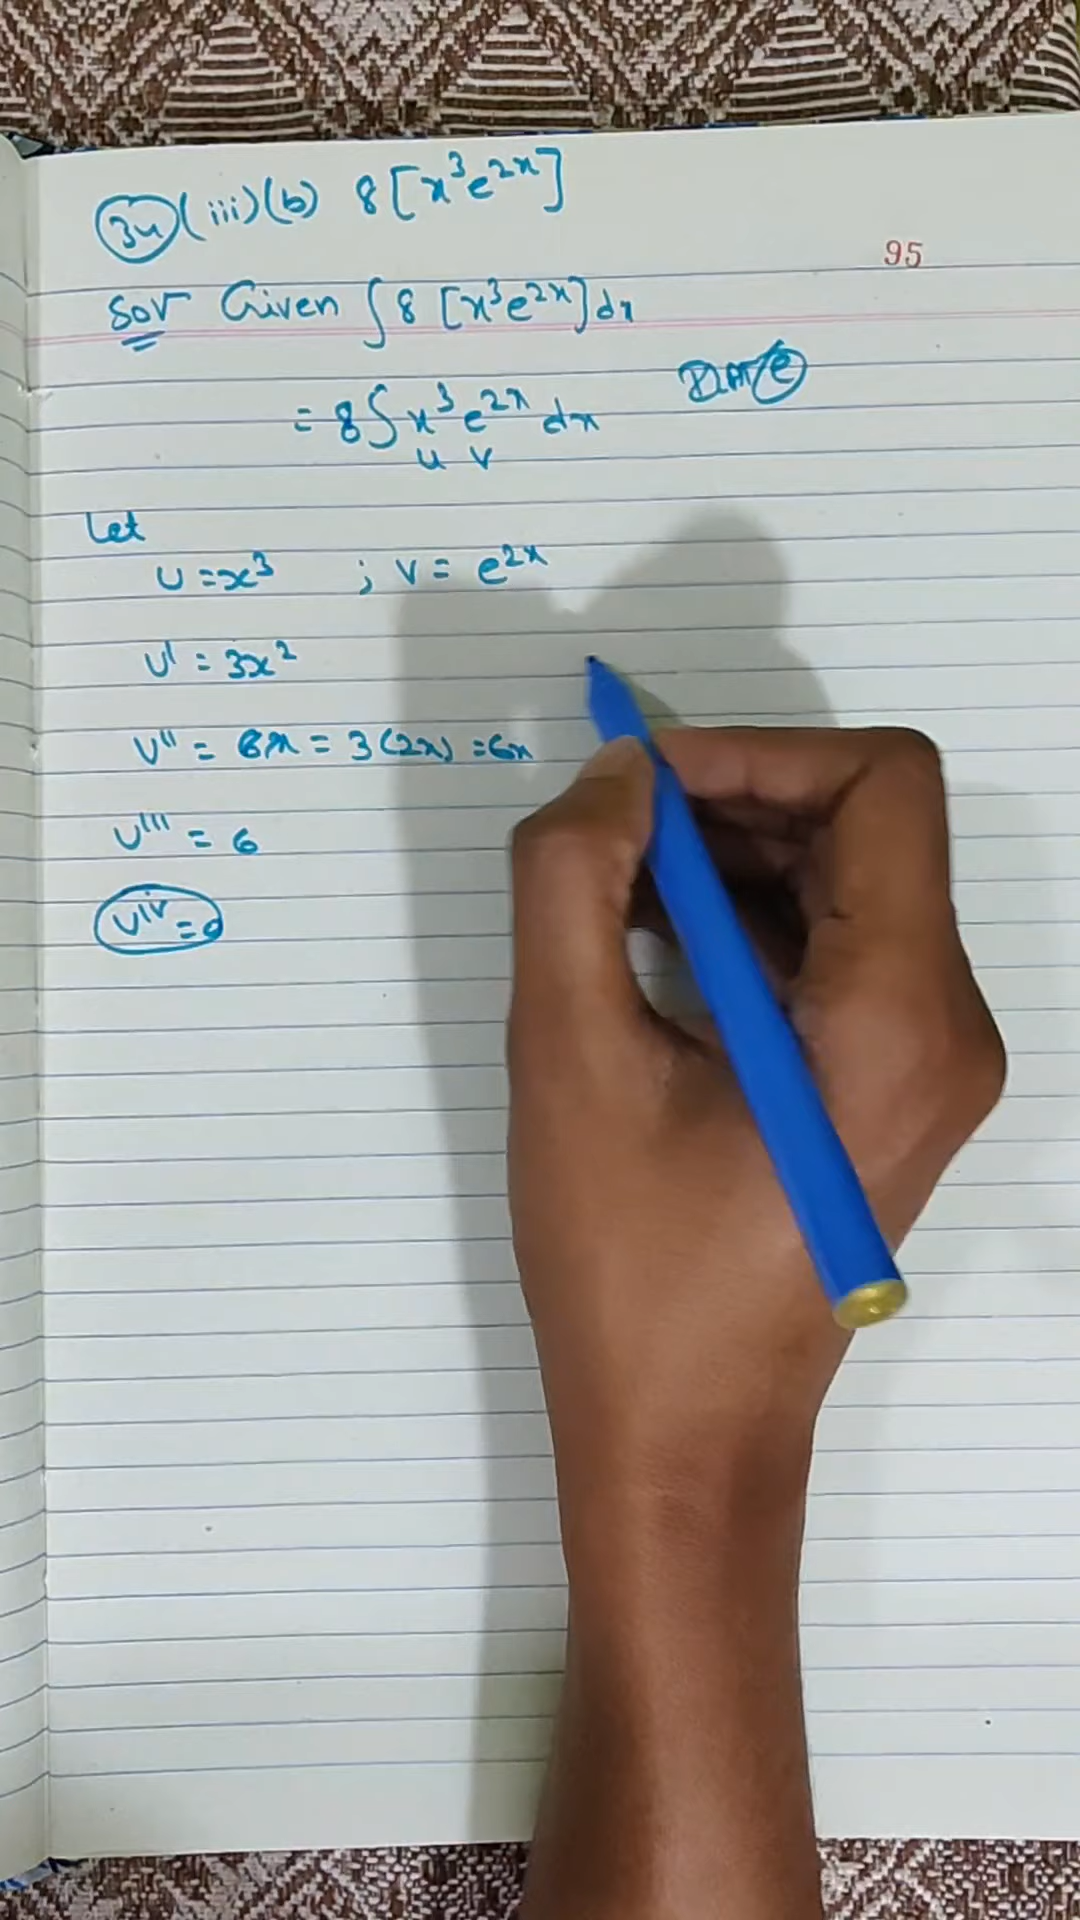 34 (iii)(b) 8[x³e²ˣ]
95
Sol Given ∫8 [x³e²ˣ]dx
= 8∫x³e²ˣ dx
u v
Let
u = x³ ; v = e²ˣ
u' = 3x²
u'' = 6x = 3(2x) = 6x
u''' = 6
uⁱᵛ = 0